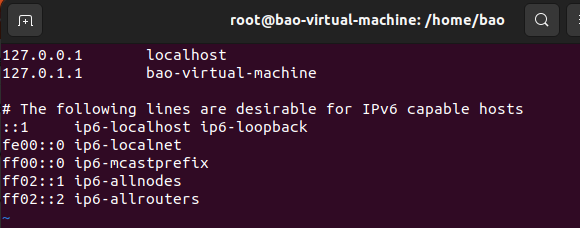 root@bao-virtual-machine: /home/bao
127.0.0.1 localhost
127.0.1.1 bao-virtual-machine
# The following lines are desirable for IPv6 capable hosts
::1 ip6-localhost ip6-loopback
fe00::0 ip6-localnet
ff00::0 ip6-mcastprefix
ff02::1 ip6-allnodes
ff02::2 ip6-allrouters
~